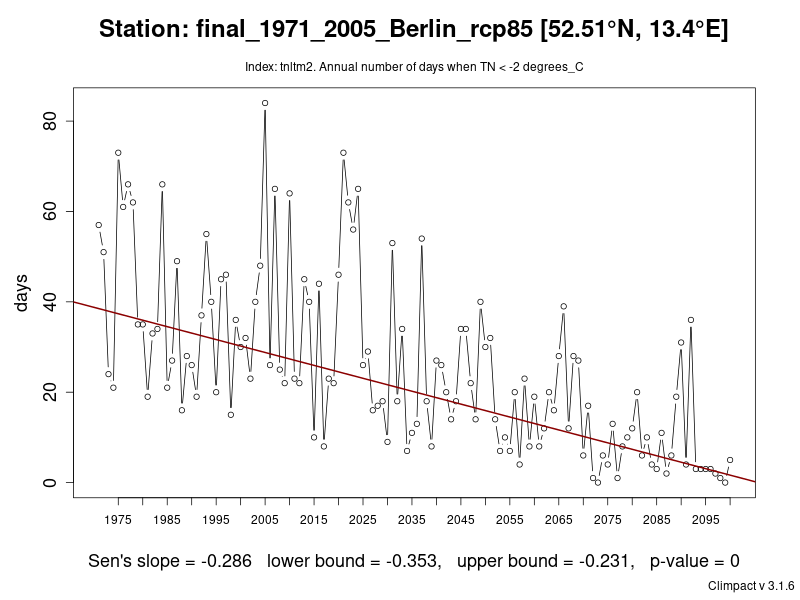 Station: final_1971_2005_Berlin_rcp85 [52.51°N, 13.4°E]
Index: tnltm2. Annual number of days when TN < -2 degrees_C
days
80
60
40
20
0
1975 1985 1995 2005 2015 2025 2035 2045 2055 2065 2075 2085 2095
Sen's slope = -0.286 lower bound = -0.353, upper bound = -0.231, p-value = 0
Climpact v 3.1.6